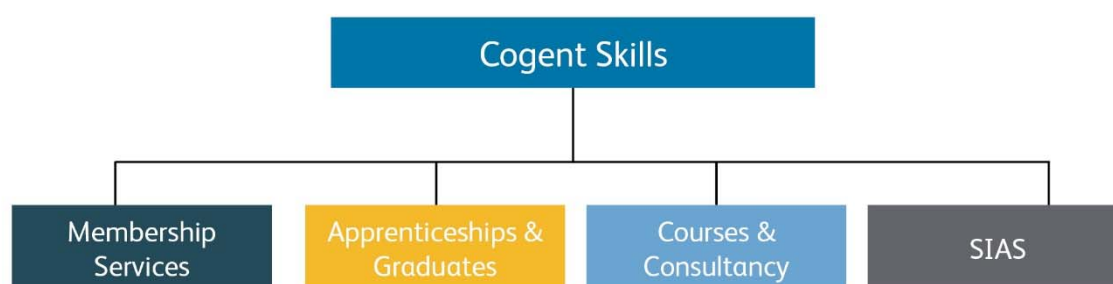 Cogent Skills
Membership
Services
Apprenticeships &
Graduates
Courses &
Consultancy
SIAS